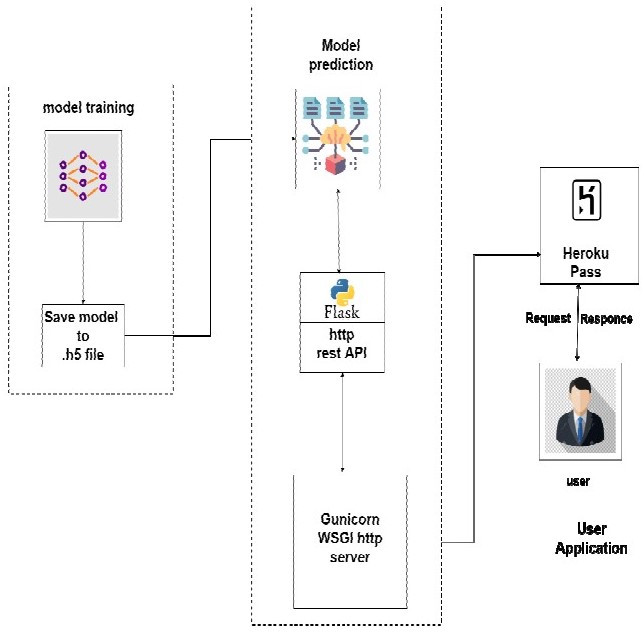 model training
Save model
to
.h5 file
Model
prediction
Flask
http
rest API
Gunicorn
WSGI http
server
Heroku
Pass
Request
Responce
user
User
Application